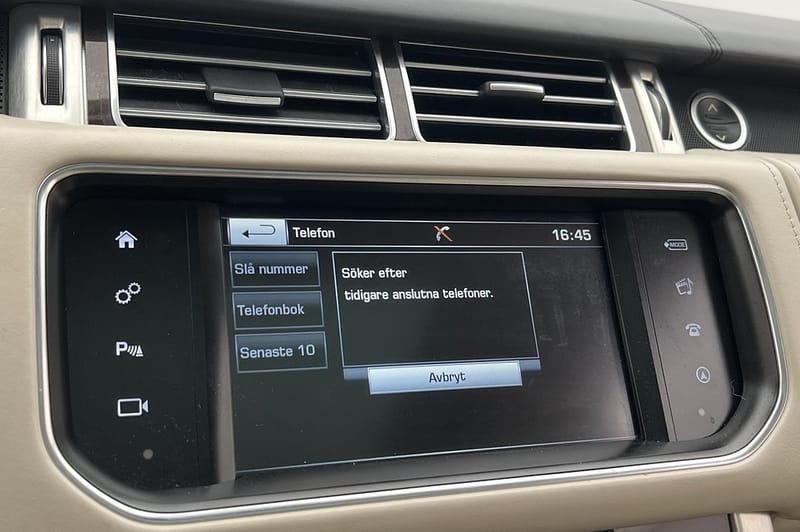 Telefon
16:45
Slå nummer
Telefonbok
Senaste 10
Söker efter
tidigare anslutna telefoner.
Avbryt
P
MODE